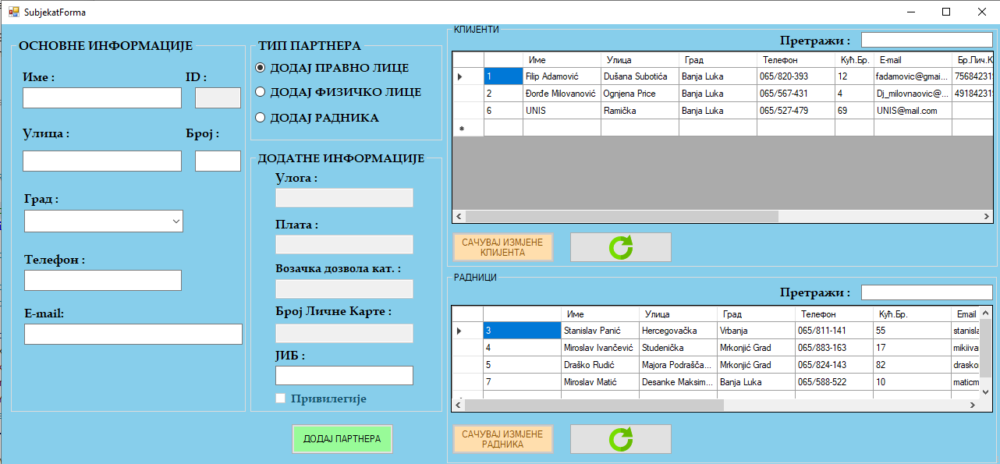 SubjekatForma
ОСНОВНЕ ИНФОРМАЦИЈЕ
Име :
ID :
Улица :
Број :
Град :
Телефон :
E-mail:
ТИП ПАРТНЕРА
ДОДАЈ ПРАВНО ЛИЦЕ
ДОДАЈ ФИЗИЧКО ЛИЦЕ
ДОДАЈ РАДНИКА
ДОДАТНЕ ИНФОРМАЦИЈЕ
Улога :
Плата :
Возачка дозвола кат. :
Број Личне Карте :
ЈИБ :
Привилегије
ДОДАЈ ПАРТНЕРА
КЛИЈЕНТИ
Претражи :
Име Улица Град Телефон Кућ.Бр. E-mail Бр.Лич.К
1 Filip Adamović Dušana Subotića Banja Luka 065/820-393 12 fadamovic@gmai... 756842315
2 Đorđe Milovanović Ognjena Price Banja Luka 065/567-431 4 Dj_milovnaovic@... 491842319
6 UNIS Ramička Banja Luka 065/527-479 69 UNIS@mail.com
САЧУВАЈ ИЗМЈЕНЕ
КЛИЈЕНТА
РАДНИЦИ
Претражи :
Име Улица Град Телефон Кућ.Бр. Email
3 Stanislav Panić Hercegovačka Vrbanja 065/811-141 55 stanisla
4 Miroslav Ivančević Studenička Mrkonjić Grad 065/883-163 17 mikiiva
5 Draško Rudić Majora Podrašča... Mrkonjić Grad 065/824-143 82 drasko
7 Miroslav Matić Desanke Maksim... Banja Luka 065/588-522 10 maticm
САЧУВАЈ ИЗМЈЕНЕ
РАДНИКА